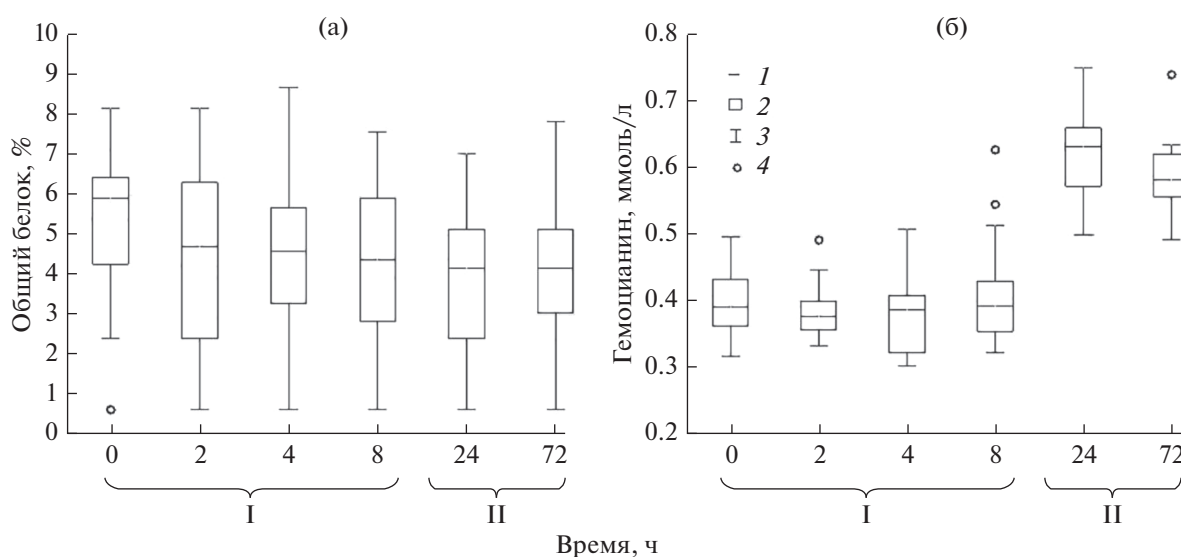 (а)
10
9
8
7
6
5
4
3
2
1
0
Общий белок, %
0 2 4 8 24 72
I II
(б)
0.8
0.7
0.6
0.5
0.4
0.3
0.2
Гемоцианин, ммоль/л
1
2
3
4
0 2 4 8 24 72
I II
Время, ч